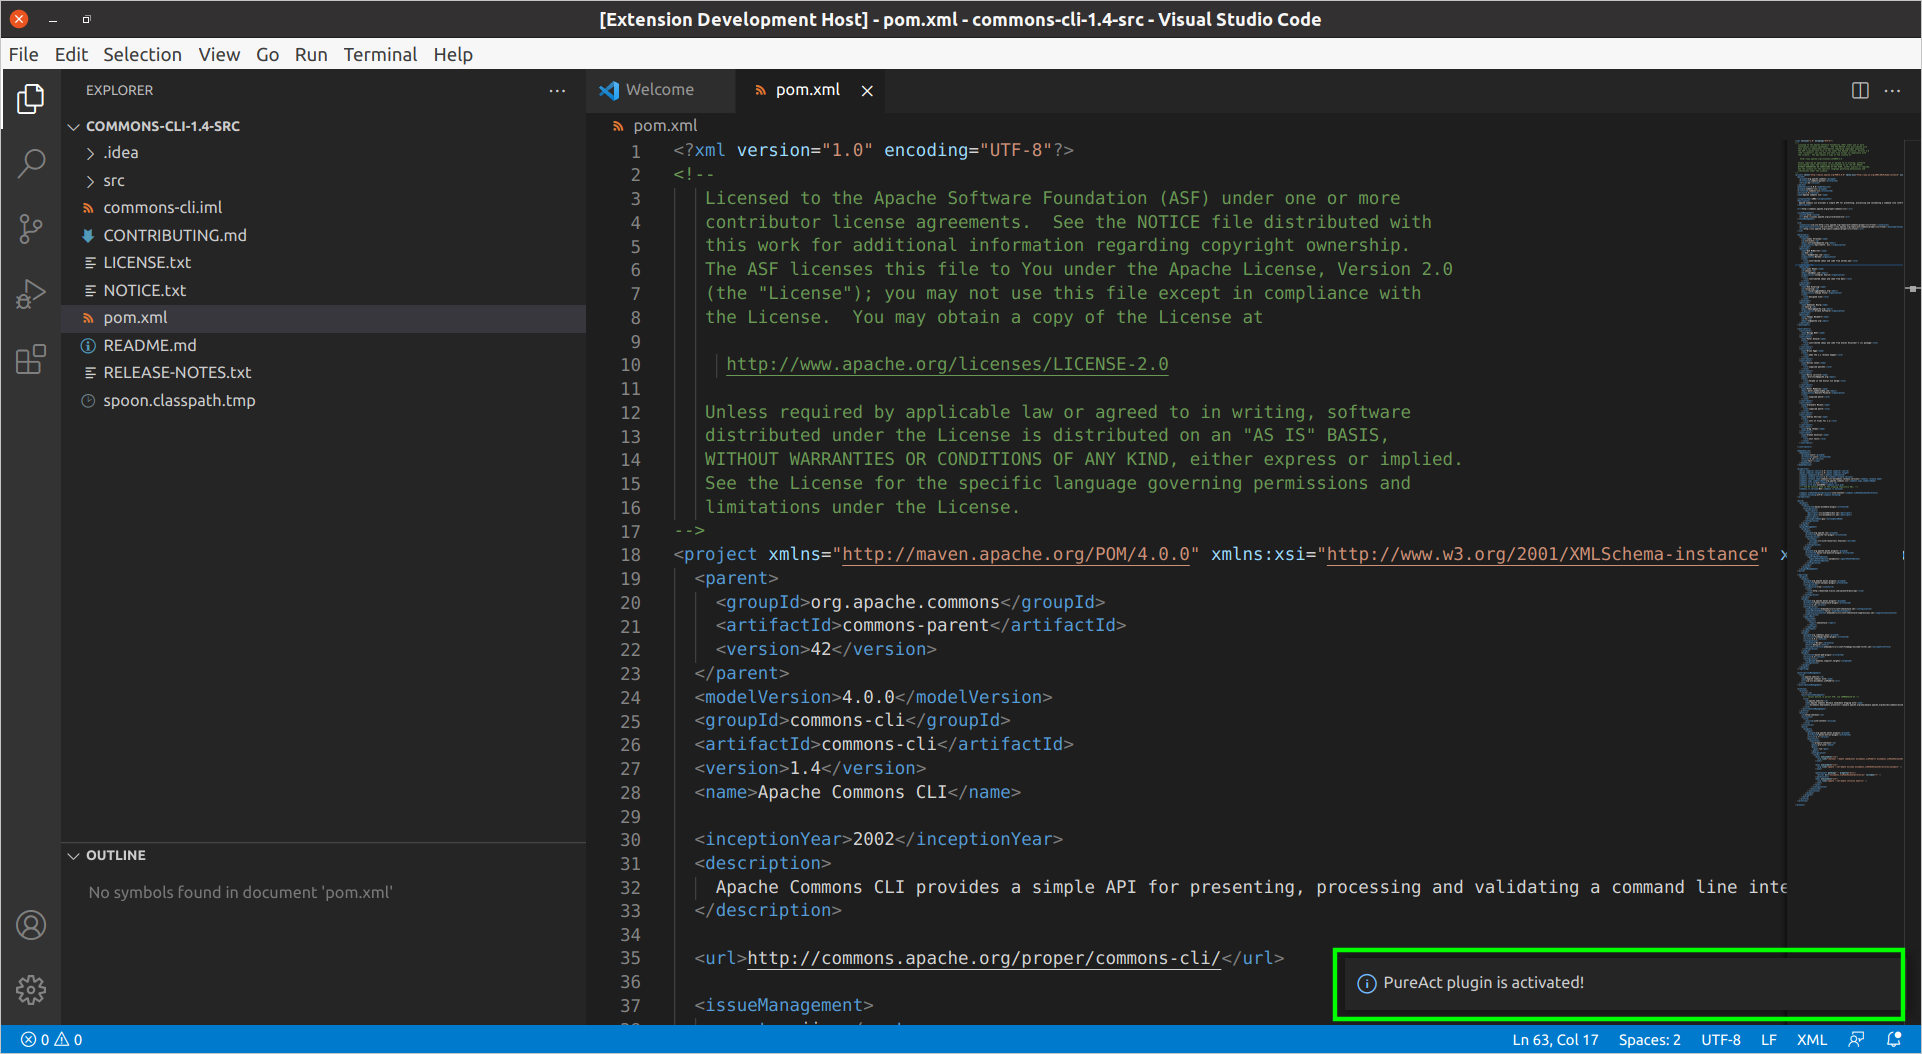 [Extension Development Host] - pom.xml - commons-cli-1.4-src - Visual Studio Code
File Edit Selection View Go Run Terminal Help
EXPLORER
COMMONS-CLI-1.4-SRC
.idea
src
commons-cli.iml
CONTRIBUTING.md
LICENSE.txt
NOTICE.txt
pom.xml
README.md
RELEASE-NOTES.txt
spoon.classpath.tmp
OUTLINE
No symbols found in document 'pom.xml'
Welcome pom.xml
pom.xml
1 <?xml version="1.0" encoding="UTF-8"?>
2 <!--
3 Licensed to the Apache Software Foundation (ASF) under one or more
4 contributor license agreements.  See the NOTICE file distributed with
5 this work for additional information regarding copyright ownership.
6 The ASF licenses this file to You under the Apache License, Version 2.0
7 (the "License"); you may not use this file except in compliance with
8 the License.  You may obtain a copy of the License at
9
10 http://www.apache.org/licenses/LICENSE-2.0
11
12 Unless required by applicable law or agreed to in writing, software
13 distributed under the License is distributed on an "AS IS" BASIS,
14 WITHOUT WARRANTIES OR CONDITIONS OF ANY KIND, either express or implied.
15 See the License for the specific language governing permissions and
16 limitations under the License.
17 -->
18 <project xmlns="http://maven.apache.org/POM/4.0.0" xmlns:xsi="http://www.w3.org/2001/XMLSchema-instance" x
19 <parent>
20 <groupId>org.apache.commons</groupId>
21 <artifactId>commons-parent</artifactId>
22 <version>42</version>
23 </parent>
24 <modelVersion>4.0.0</modelVersion>
25 <groupId>commons-cli</groupId>
26 <artifactId>commons-cli</artifactId>
27 <version>1.4</version>
28 <name>Apache Commons CLI</name>
29
30 <inceptionYear>2002</inceptionYear>
31 <description>
32 Apache Commons CLI provides a simple API for presenting, processing and validating a command line inte
33 </description>
34
35 <url>http://commons.apache.org/proper/commons-cli/</url>
36
37 <issueManagement>
PureAct plugin is activated!
0 0 Ln 63, Col 17 Spaces: 2 UTF-8 LF XML